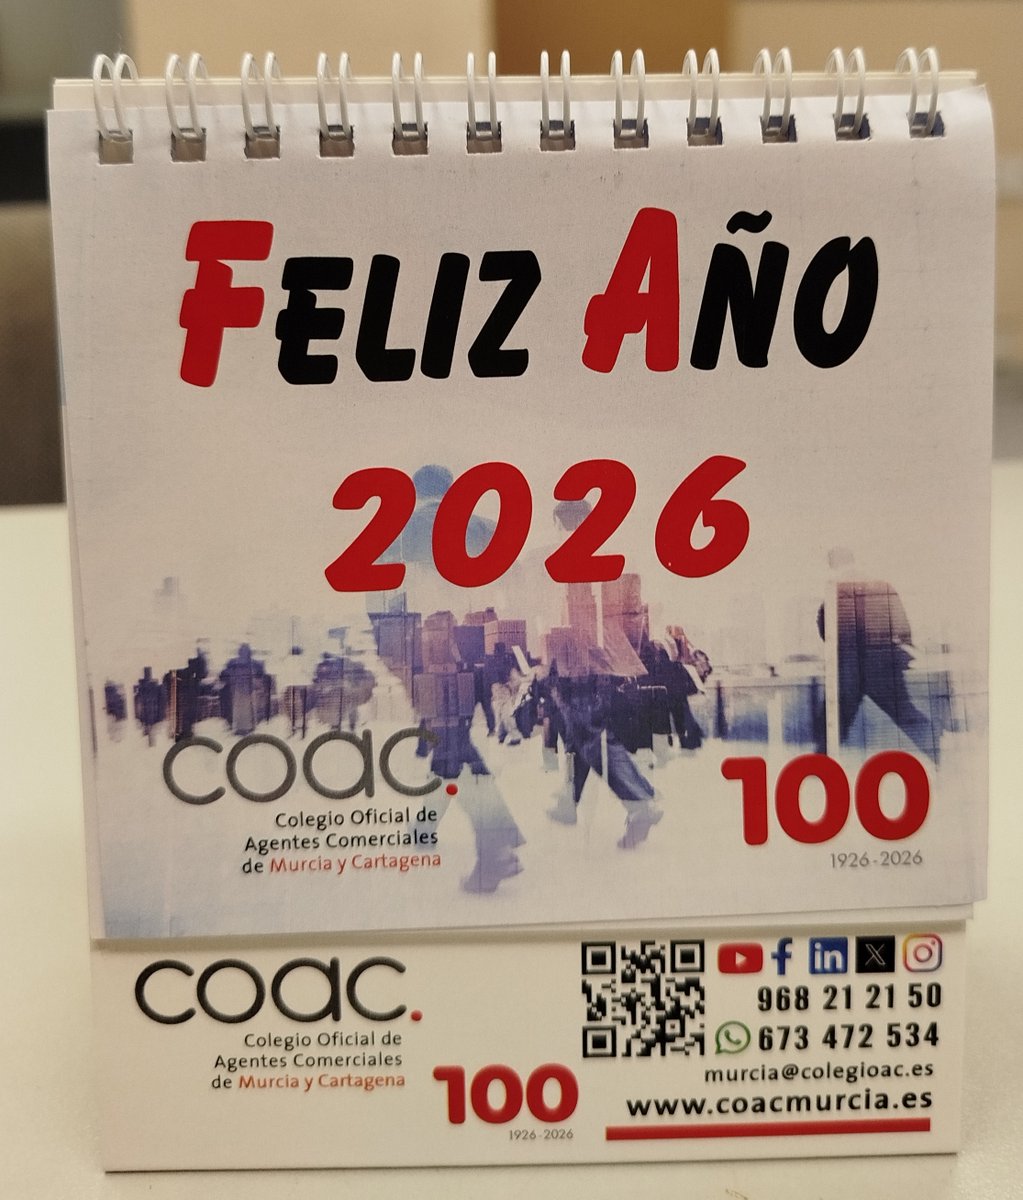 FELIZ AÑO
2026
coac.
Colegio Oficial de
Agentes Comerciales
de Murcia y Cartagena
100
1926-2026
coac.
Colegio Oficial de
Agentes Comerciales
de Murcia y Cartagena
100
1926-2026
968 21 21 50
673 472 534
murcia@colegioac.es
www.coacmurcia.es